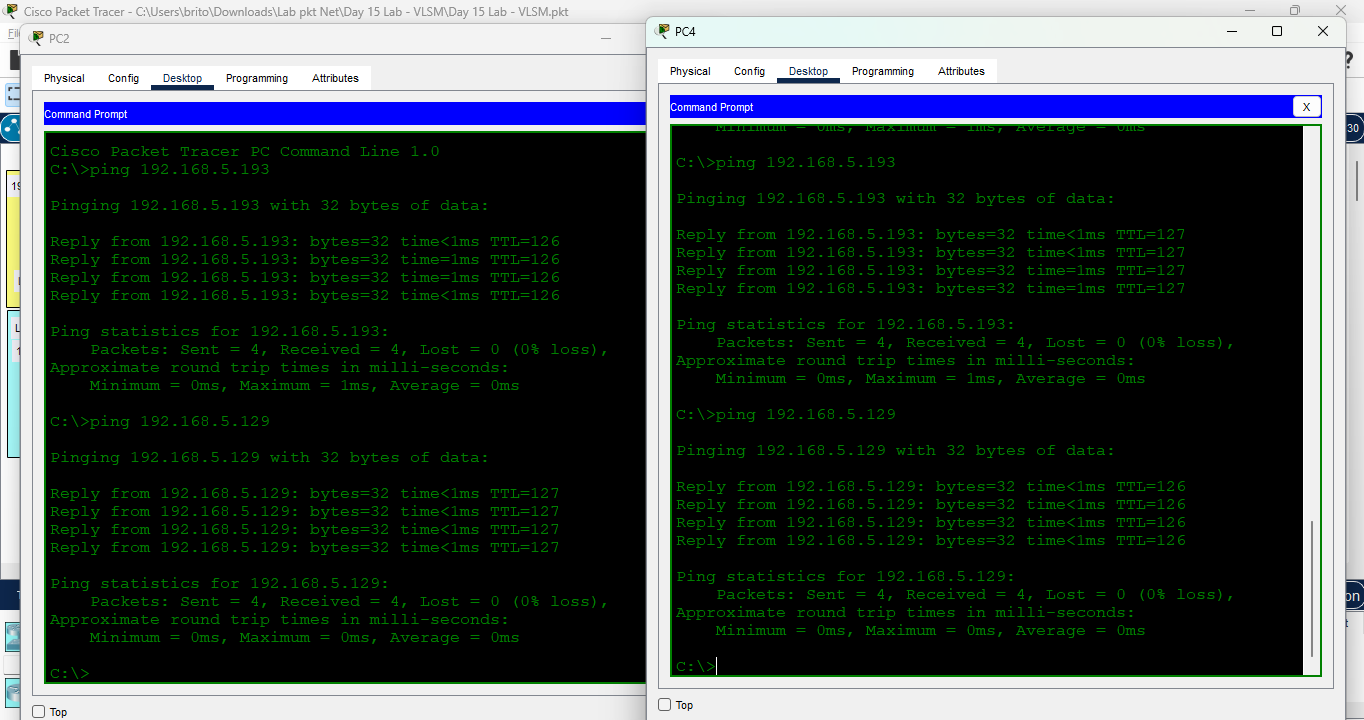 Cisco Packet Tracer - C:\Users\brito\Downloads\Lab pkt Net\Day 15 Lab - VLSM\Day 15 Lab - VLSM.pkt
PC2
Physical Config Desktop Programming Attributes
Command Prompt
Cisco Packet Tracer PC Command Line 1.0
C:\>ping 192.168.5.193
Pinging 192.168.5.193 with 32 bytes of data:
Reply from 192.168.5.193: bytes=32 time<1ms TTL=126
Reply from 192.168.5.193: bytes=32 time=1ms TTL=126
Reply from 192.168.5.193: bytes=32 time=1ms TTL=126
Reply from 192.168.5.193: bytes=32 time<1ms TTL=126
Ping statistics for 192.168.5.193:
Packets: Sent = 4, Received = 4, Lost = 0 (0% loss),
Approximate round trip times in milli-seconds:
Minimum = 0ms, Maximum = 1ms, Average = 0ms
C:\>ping 192.168.5.129
Pinging 192.168.5.129 with 32 bytes of data:
Reply from 192.168.5.129: bytes=32 time<1ms TTL=127
Reply from 192.168.5.129: bytes=32 time<1ms TTL=127
Reply from 192.168.5.129: bytes=32 time<1ms TTL=127
Reply from 192.168.5.129: bytes=32 time<1ms TTL=127
Ping statistics for 192.168.5.129:
Packets: Sent = 4, Received = 4, Lost = 0 (0% loss),
Approximate round trip times in milli-seconds:
Minimum = 0ms, Maximum = 0ms, Average = 0ms
C:\>
Top
PC4
Physical Config Desktop Programming Attributes
Command Prompt
X
Minimum = 0ms, Maximum = 1ms, Average = 0ms
C:\>ping 192.168.5.193
Pinging 192.168.5.193 with 32 bytes of data:
Reply from 192.168.5.193: bytes=32 time<1ms TTL=127
Reply from 192.168.5.193: bytes=32 time<1ms TTL=127
Reply from 192.168.5.193: bytes=32 time=1ms TTL=127
Reply from 192.168.5.193: bytes=32 time=1ms TTL=127
Ping statistics for 192.168.5.193:
Packets: Sent = 4, Received = 4, Lost = 0 (0% loss),
Approximate round trip times in milli-seconds:
Minimum = 0ms, Maximum = 1ms, Average = 0ms
C:\>ping 192.168.5.129
Pinging 192.168.5.129 with 32 bytes of data:
Reply from 192.168.5.129: bytes=32 time<1ms TTL=126
Reply from 192.168.5.129: bytes=32 time<1ms TTL=126
Reply from 192.168.5.129: bytes=32 time<1ms TTL=126
Reply from 192.168.5.129: bytes=32 time<1ms TTL=126
Ping statistics for 192.168.5.129:
Packets: Sent = 4, Received = 4, Lost = 0 (0% loss),
Approximate round trip times in milli-seconds:
Minimum = 0ms, Maximum = 0ms, Average = 0ms
C:\>
Top